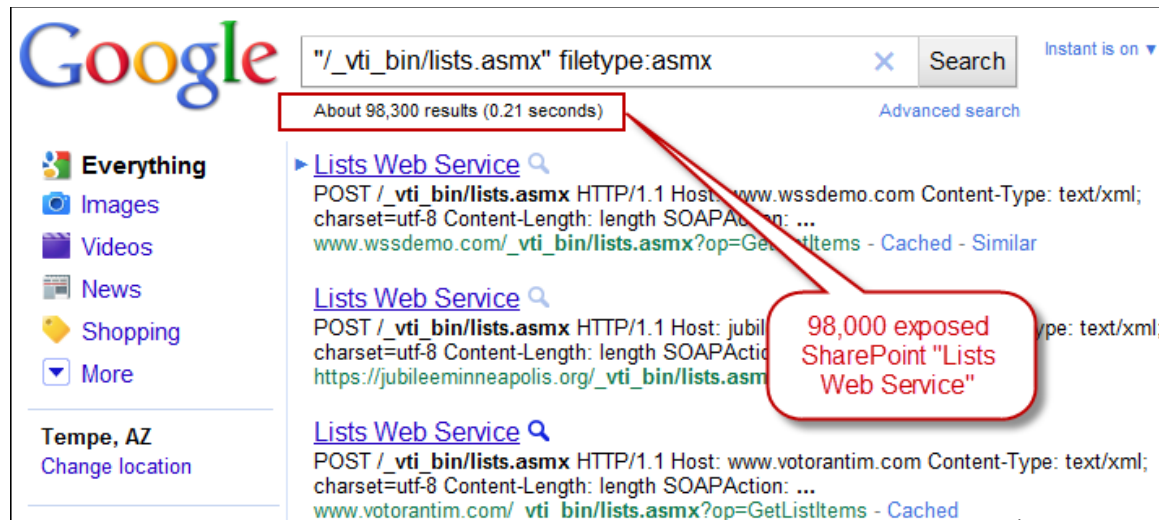 Google
"/_vti_bin/lists.asmx" filetype:asmx
Search
Instant is on
About 98,300 results (0.21 seconds)
Advanced search
Everything
Images
Videos
News
Shopping
More
Tempe, AZ
Change location
Lists Web Service
POST /_vti_bin/lists.asmx HTTP/1.1 Host: www.wssdemo.com Content-Type: text/xml;
charset=utf-8 Content-Length: length SOAPAction: ...
www.wssdemo.com/_vti_bin/lists.asmx?op=GetListItems - Cached - Similar
Lists Web Service
POST /_vti_bin/lists.asmx HTTP/1.1 Host: jubil ype: text/xml;
charset=utf-8 Content-Length: length SOAPActio
https://jubileeminneapolis.org/_vti_bin/lists.asm
98,000 exposed
SharePoint "Lists
Web Service"
Lists Web Service
POST /_vti_bin/lists.asmx HTTP/1.1 Host: www.votorantim.com Content-Type: text/xml;
charset=utf-8 Content-Length: length SOAPAction: ...
www.votorantim.com/_vti_bin/lists.asmx?op=GetListItems - Cached